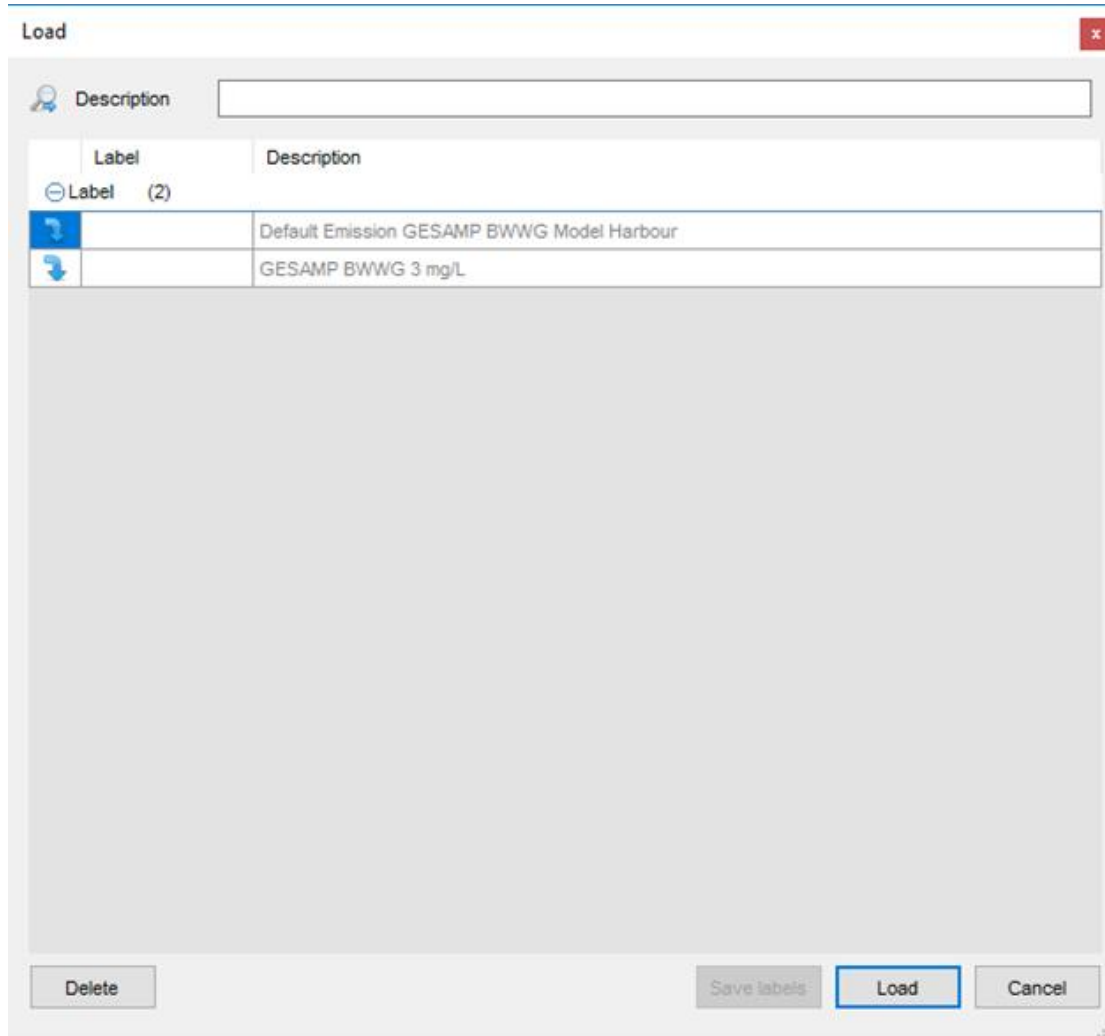 Load
x
Description
Label Description
Label (2)
Default Emission GESAMP BWWG Model Harbour
GESAMP BWWG 3 mg/L
Delete Save labels Load Cancel